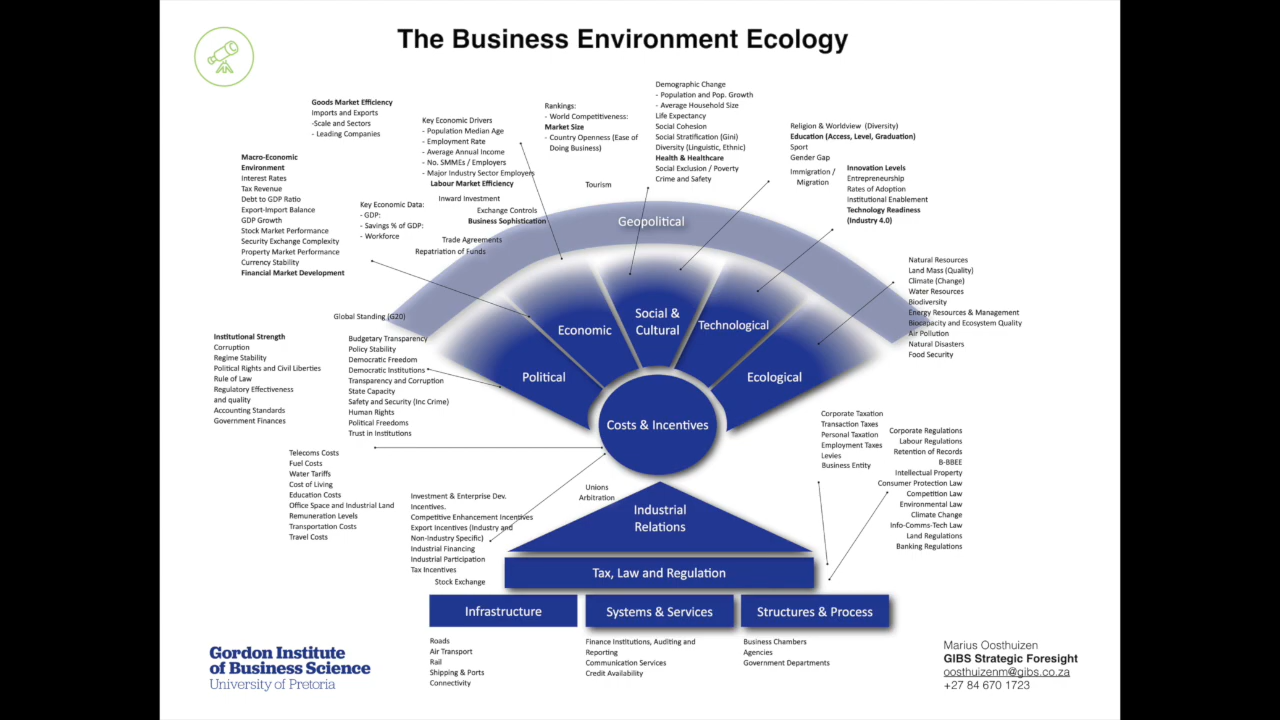 The Business Environment Ecology
Goods Market Efficiency
Imports and Exports
-Scale and Sectors
- Leading Companies
Macro-Economic
Environment
Interest Rates
Tax Revenue
Debt to GDP Ratio
Export-Import Balance
GDP Growth
Stock Market Performance
Security Exchange Complexity
Property Market Performance
Currency Stability
Financial Market Development
Key Economic Data:
- GDP:
- Savings % of GDP:
- Workforce
Key Economic Drivers
- Population Median Age
- Employment Rate
- Average Annual Income
- No. SMMEs / Employers
- Major Industry Sector Employers
Labour Market Efficiency
Inward Investment
Exchange Controls
Business Sophistication
Trade Agreements
Repatriation of Funds
Rankings:
- World Competitiveness:
Market Size
- Country Openness (Ease of
Doing Business)
Tourism
Demographic Change
- Population and Pop. Growth
- Average Household Size
Life Expectancy
Social Cohesion
Social Stratification (Gini)
Diversity (Linguistic, Ethnic)
Health & Healthcare
Social Exclusion / Poverty
Crime and Safety
Religion & Worldview (Diversity)
Education (Access, Level, Graduation)
Sport
Gender Gap
Immigration /
Migration
Innovation Levels
Entrepreneurship
Rates of Adoption
Institutional Enablement
Technology Readiness
(Industry 4.0)
Natural Resources
Land Mass (Quality)
Climate (Change)
Water Resources
Biodiversity
Energy Resources & Management
Biocapacity and Ecosystem Quality
Air Pollution
Natural Disasters
Food Security
Geopolitical
Global Standing (G20)
Political
Economic
Social &
Cultural
Technological
Ecological
Costs & Incentives
Institutional Strength
Corruption
Regime Stability
Political Rights and Civil Liberties
Rule of Law
Regulatory Effectiveness
and quality
Accounting Standards
Government Finances
Budgetary Transparency
Policy Stability
Democratic Freedom
Democratic Institutions
Transparency and Corruption
State Capacity
Safety and Security (Inc Crime)
Human Rights
Political Freedoms
Trust in Institutions
Telecoms Costs
Fuel Costs
Water Tariffs
Cost of Living
Education Costs
Office Space and Industrial Land
Remuneration Levels
Transportation Costs
Travel Costs
Investment & Enterprise Dev.
Incentives.
Competitive Enhancement Incentives
Export Incentives (Industry and
Non-Industry Specific)
Industrial Financing
Industrial Participation
Tax Incentives
Stock Exchange
Unions
Arbitration
Industrial
Relations
Corporate Taxation
Transaction Taxes
Personal Taxation
Employment Taxes
Levies
Business Entity
Corporate Regulations
Labour Regulations
Retention of Records
B-BBEE
Intellectual Property
Consumer Protection Law
Competition Law
Environmental Law
Climate Change
Info-Comms-Tech Law
Land Regulations
Banking Regulations
Tax, Law and Regulation
Infrastructure
Systems & Services
Structures & Process
Roads
Air Transport
Rail
Shipping & Ports
Connectivity
Finance Institutions, Auditing and
Reporting
Communication Services
Credit Availability
Business Chambers
Agencies
Government Departments
Gordon Institute
of Business Science
University of Pretoria
Marius Oosthuizen
GIBS Strategic Foresight
oosthuizenm@gibs.co.za
+27 84 670 1723